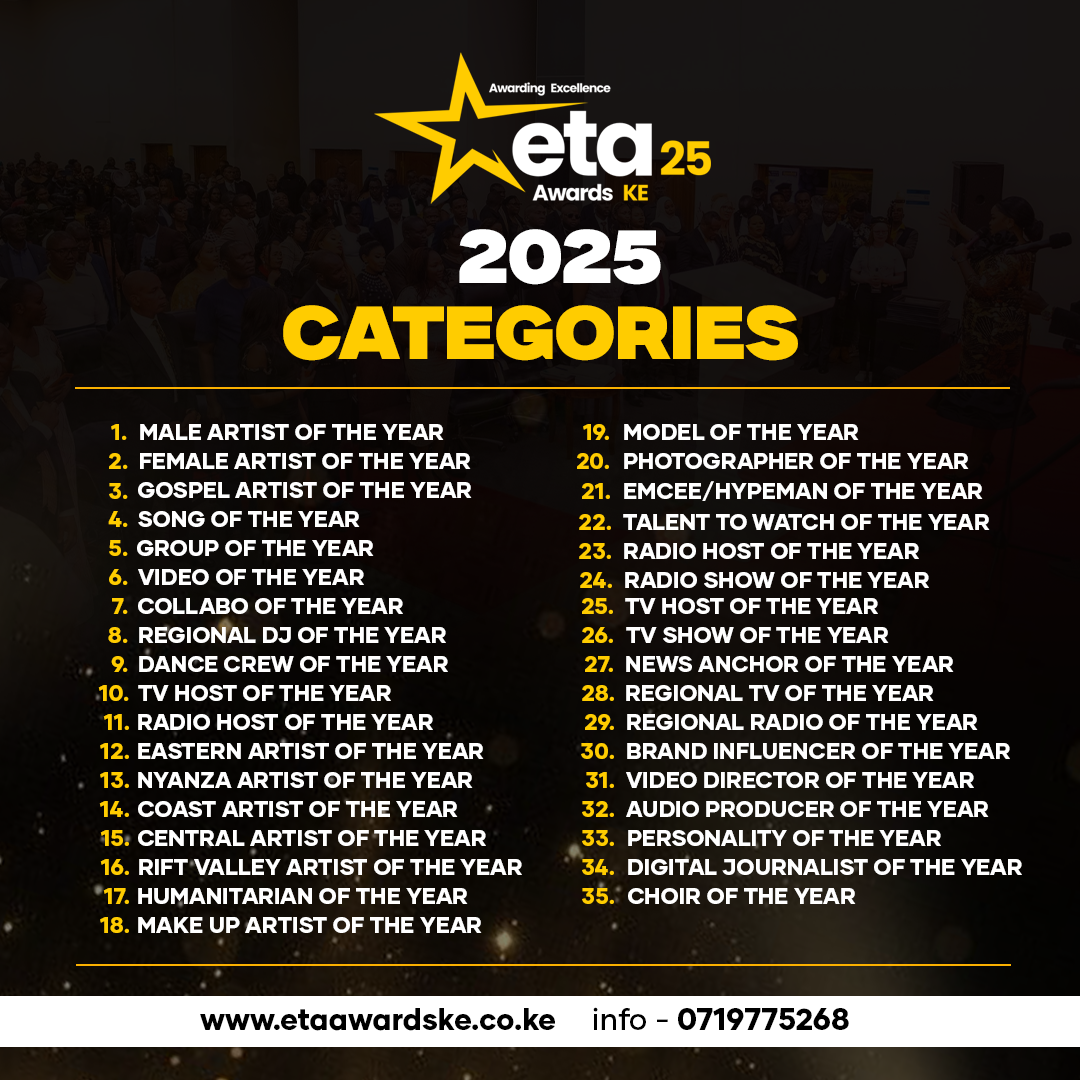 Awarding Excellence
eta 25
Awards KE
2025
CATEGORIES
1. MALE ARTIST OF THE YEAR
2. FEMALE ARTIST OF THE YEAR
3. GOSPEL ARTIST OF THE YEAR
4. SONG OF THE YEAR
5. GROUP OF THE YEAR
6. VIDEO OF THE YEAR
7. COLLABO OF THE YEAR
8. REGIONAL DJ OF THE YEAR
9. DANCE CREW OF THE YEAR
10. TV HOST OF THE YEAR
11. RADIO HOST OF THE YEAR
12. EASTERN ARTIST OF THE YEAR
13. NYANZA ARTIST OF THE YEAR
14. COAST ARTIST OF THE YEAR
15. CENTRAL ARTIST OF THE YEAR
16. RIFT VALLEY ARTIST OF THE YEAR
17. HUMANITARIAN OF THE YEAR
18. MAKE UP ARTIST OF THE YEAR
19. MODEL OF THE YEAR
20. PHOTOGRAPHER OF THE YEAR
21. EMCEE/HYPEMAN OF THE YEAR
22. TALENT TO WATCH OF THE YEAR
23. RADIO HOST OF THE YEAR
24. RADIO SHOW OF THE YEAR
25. TV HOST OF THE YEAR
26. TV SHOW OF THE YEAR
27. NEWS ANCHOR OF THE YEAR
28. REGIONAL TV OF THE YEAR
29. REGIONAL RADIO OF THE YEAR
30. BRAND INFLUENCER OF THE YEAR
31. VIDEO DIRECTOR OF THE YEAR
32. AUDIO PRODUCER OF THE YEAR
33. PERSONALITY OF THE YEAR
34. DIGITAL JOURNALIST OF THE YEAR
35. CHOIR OF THE YEAR
www.etaawardske.co.ke info - 0719775268